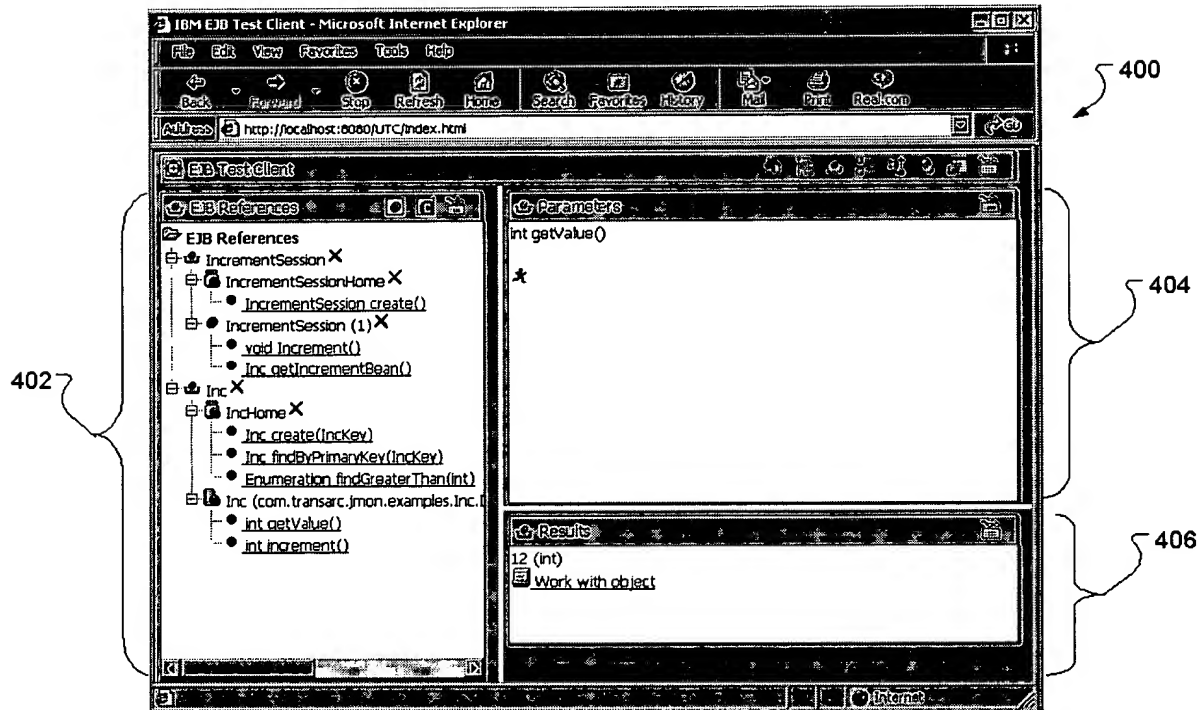 IBM EJB Test Client - Microsoft Internet Explorer
File Edit View Favorites Tools Help
Back Forward Stop Refresh Home Search Favorites History Mail Print Real.com
Address http://localhost:8080/UTC/index.html Go
400
EJB Test Client
EJB References
EJB References
IncrementSession
IncrementSessionHome
IncrementSession create()
IncrementSession (1)
void Increment()
Inc getIncrementBean()
Inc
IncHome
Inc create(IncKey)
Inc findByPrimaryKey(IncKey)
Enumeration findGreaterThan(int)
Inc (com.transarc.jmon.examples.Inc.I
int getValue()
int increment()
402
Parameters
int getValue()
404
Results
12 (int)
Work with object
406
Internet